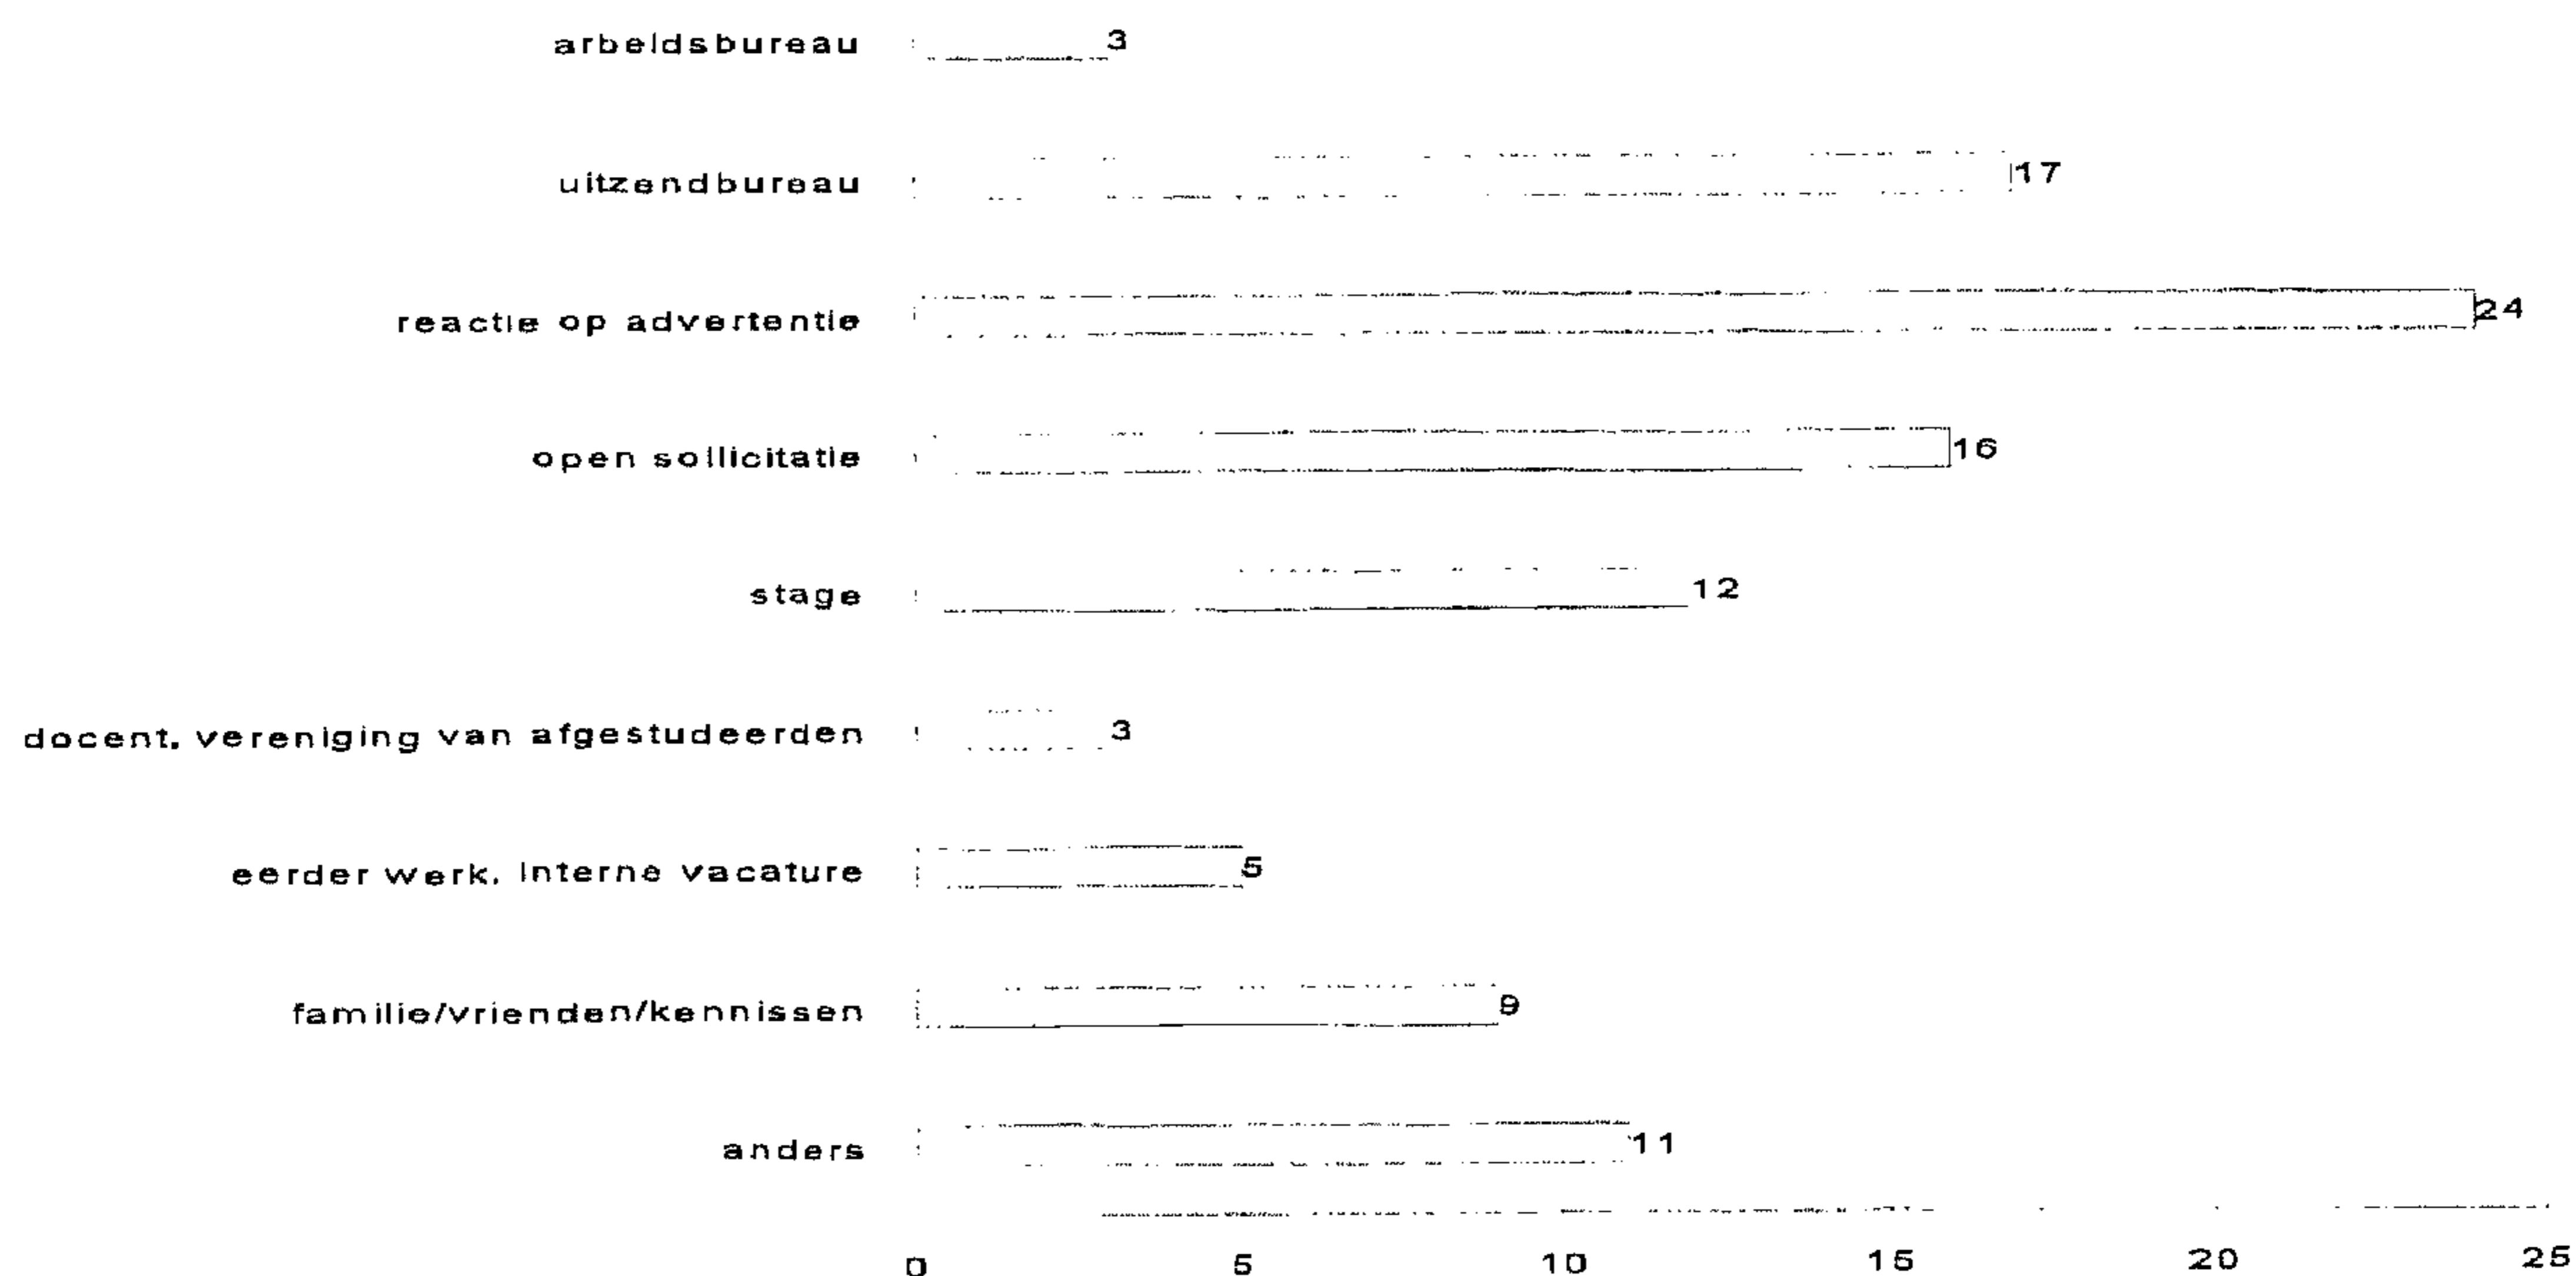 arbeidsbureau 3
uitzendbureau 17
reactie op advertentie 24
open sollicitatie 16
stage 12
docent, vereniging van afgestudeerden 3
eerder werk, interne vacature 5
familie/vrienden/kennissen 9
anders 11
0 5 10 15 20 25